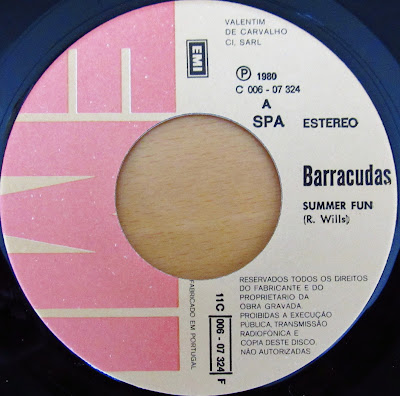 VALENTIM
DE CARVALHO
CI. SARL
EMI
EMI
Ⓟ 1980
C 006 - 07 324
A
SPA ESTEREO
Barracudas
SUMMER FUN
(R. Wills)
RESERVADOS TODOS OS DIREITOS
DO FABRICANTE E DO
PROPRIETARIO DA
OBRA GRAVADA.
PROIBIDAS A EXECUÇÃO
PUBLICA, TRANSMISSÃO
RADIOFÓNICA E
COPIA DESTE DISCO,
NÃO AUTORIZADAS
11C 006 - 07 324 F
FABRICADO EM PORTUGAL